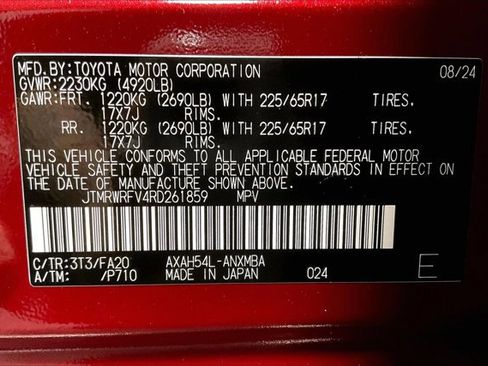 MFD.BY:TOYOTA MOTOR CORPORATION 08/24
GVWR:2230KG (4920LB)
GAWR:FRT. 1220KG (2690LB) WITH 225/65R17 TIRES.
17X7J RIMS.
RR. 1220KG (2690LB) WITH 225/65R17 TIRES.
17X7J RIMS.
THIS VEHICLE CONFORMS TO ALL APPLICABLE FEDERAL MOTOR
VEHICLE SAFETY AND THEFT PREVENTION STANDARDS IN EFFECT
ON THE DATE OF MANUFACTURE SHOWN ABOVE.
JTMRWRFV4RD261859 MPV
C/TR:3T3/FA20 AXAH54L-ANXMBA
A/TM: /P710 MADE IN JAPAN 024 E